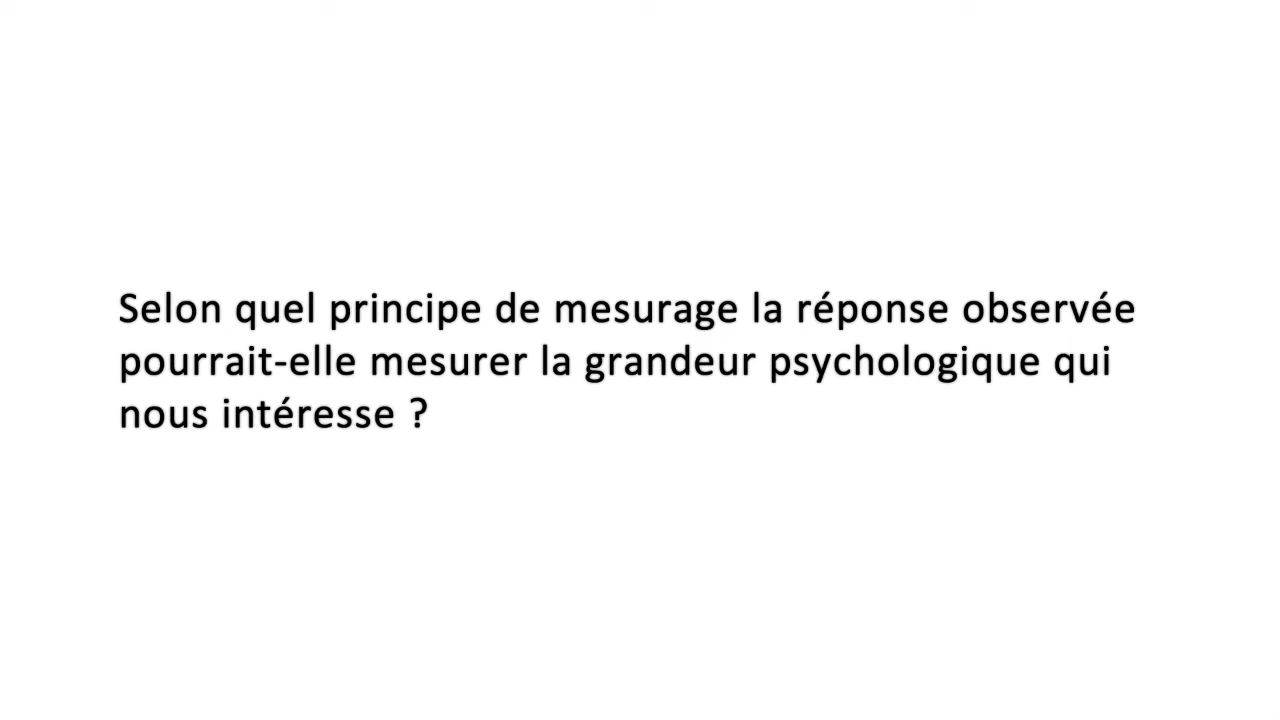 Selon quel principe de mesurage la réponse observée
pourrait-elle mesurer la grandeur psychologique qui
nous intéresse ?